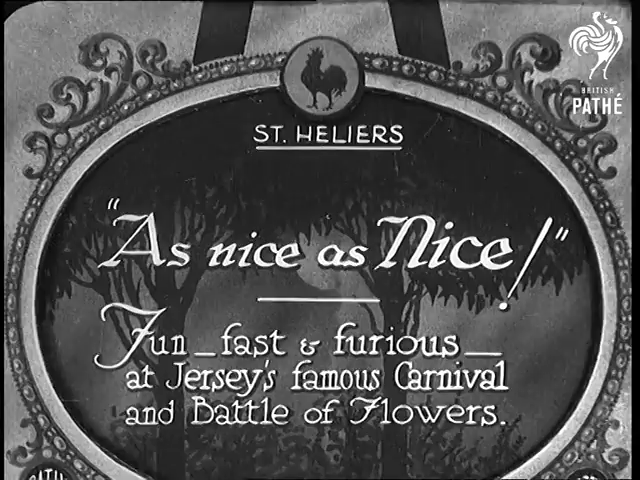 BRITISH
PATHÉ
ST. HELIERS
"As nice as Nice!"
Fun _ fast & furious _
at Jersey's famous Carnival
and Battle of Flowers.